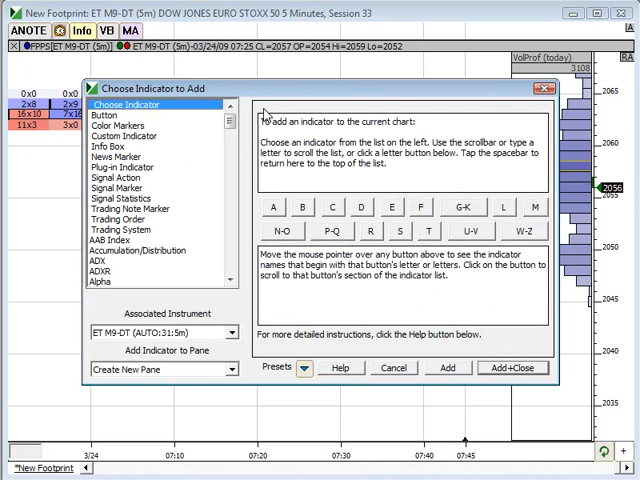 New Footprint: ET M9-DT (5m) DOW JONES EURO STOXX 50 5 Minutes, Session 33
ANOTE Info VB MA
FPPS[ET M9-DT (5m)] ET M9-DT (5m)-03/24/09 07:25 CL=2057 OP=2054 Hi=2059 Lo=2052 RA
VolProf (today)
3108
Choose Indicator to Add
0x0 0x0
2x8 2x9
16x10 7x16
11x3 3x0
Choose Indicator
Button
Color Markers
Custom Indicator
Info Box
News Marker
Plug-in Indicator
Signal Action
Signal Marker
Signal Statistics
Trading Note Marker
Trading Order
Trading System
AAB Index
Accumulation/Distribution
ADX
ADXR
Alpha
To add an indicator to the current chart:
Choose an indicator from the list on the left. Use the scrollbar or type a
letter to scroll the list, or click a letter button below. Tap the spacebar to
return here to the top of the list.
A B C D E F G-K L M
N-O P-Q R S T U-V W-Z
Move the mouse pointer over any button above to see the indicator
names that begin with that button's letter or letters. Click on the button to
scroll to that button's section of the indicator list.
For more detailed instructions, click the Help button below.
Associated Instrument
ET M9-DT (AUTO:31:5m)
Add Indicator to Pane
Create New Pane
Presets Help Cancel Add Add+Close
2065
2060
2056
2055
2050
2045
2040
2035
3/24 07:10 07:20 07:30 07:40 07:45
*New Footprint